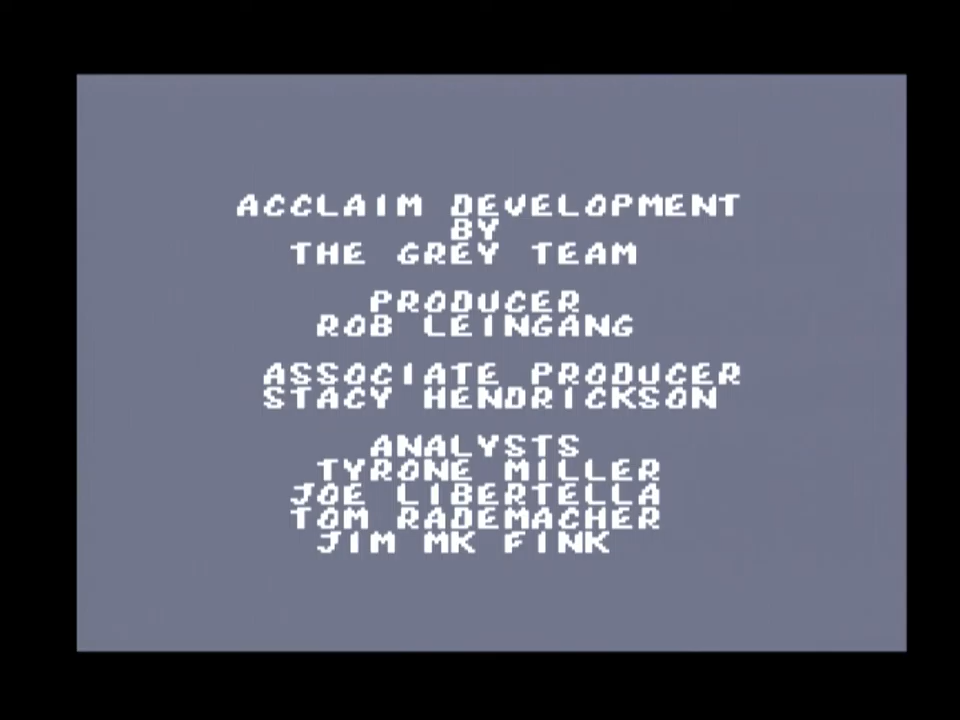 ACCLAIM DEVELOPMENT
BY
THE GREY TEAM
PRODUCER
ROB LEINGANG
ASSOCIATE PRODUCER
STACY HENDRICKSON
ANALYSTS
TYRONE MILLER
JOE LIBERTELLA
TOM RADEMACHER
JIM MK FINK